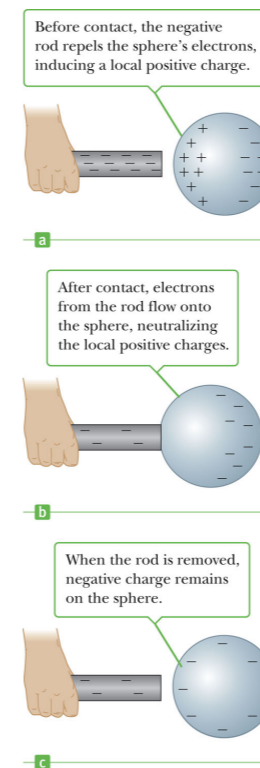 Before contact, the negative
rod repels the sphere’s electrons,
inducing a local positive charge.
a
After contact, electrons
from the rod flow onto
the sphere, neutralizing
the local positive charges.
b
When the rod is removed,
negative charge remains
on the sphere.
c